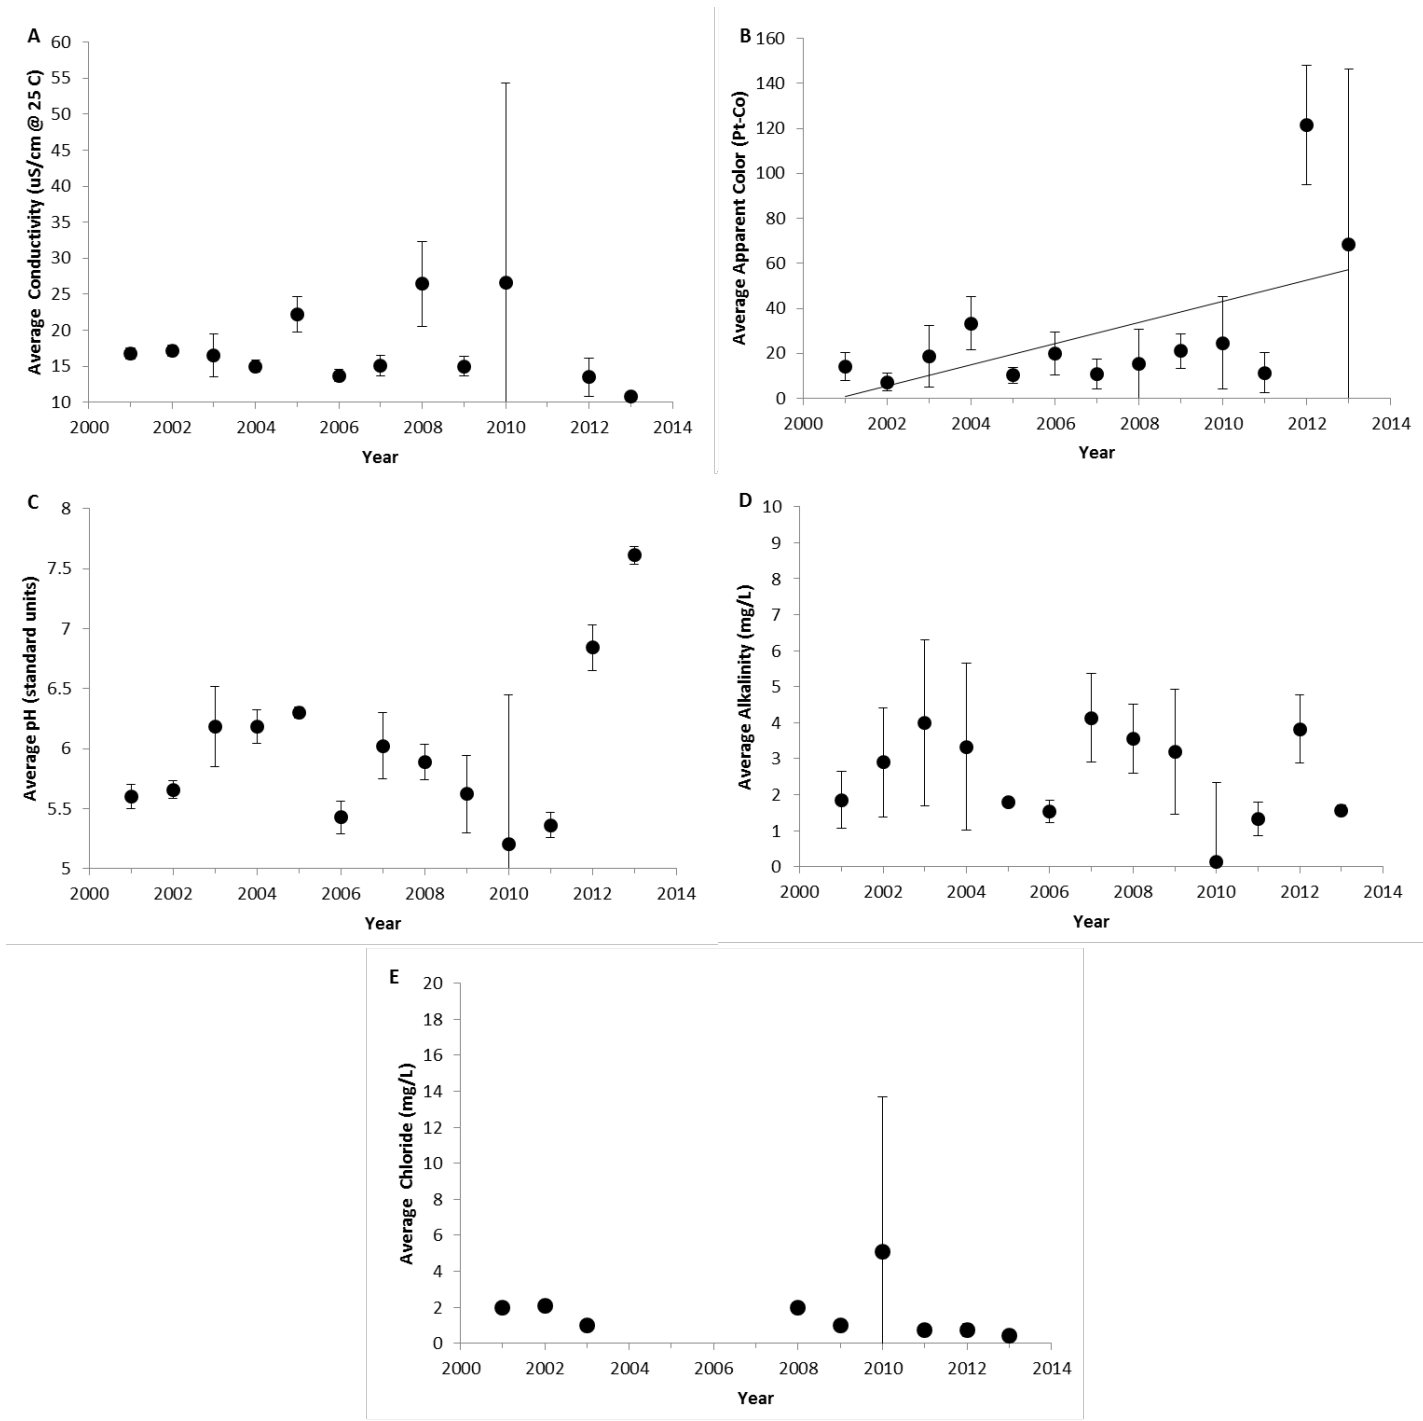 A
Average Conductivity (uS/cm @ 25 C)
60
55
50
45
40
35
30
25
20
15
10
2000 2002 2004 2006 2008 2010 2012 2014
Year
B
Average Apparent Color (Pt-Co)
160
140
120
100
80
60
40
20
0
2000 2002 2004 2006 2008 2010 2012 2014
Year
C
Average pH (standard units)
8
7.5
7
6.5
6
5.5
5
2000 2002 2004 2006 2008 2010 2012 2014
Year
D
Average Alkalinity (mg/L)
10
9
8
7
6
5
4
3
2
1
0
2000 2002 2004 2006 2008 2010 2012 2014
Year
E
Average Chloride (mg/L)
20
18
16
14
12
10
8
6
4
2
0
2000 2002 2004 2006 2008 2010 2012 2014
Year